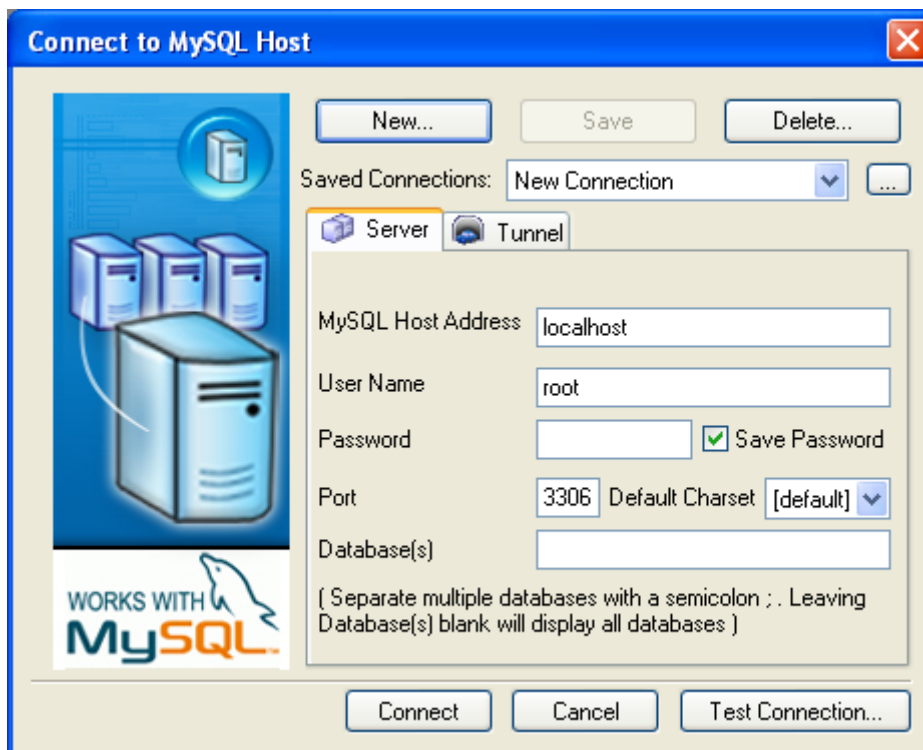 Connect to MySQL Host
New... Save Delete...
Saved Connections: New Connection ...
Server Tunnel
MySQL Host Address localhost
User Name root
Password Save Password
Port 3306 Default Charset [default]
Database(s)
( Separate multiple databases with a semicolon ; . Leaving
Database(s) blank will display all databases )
WORKS WITH
MySQL™
Connect Cancel Test Connection...